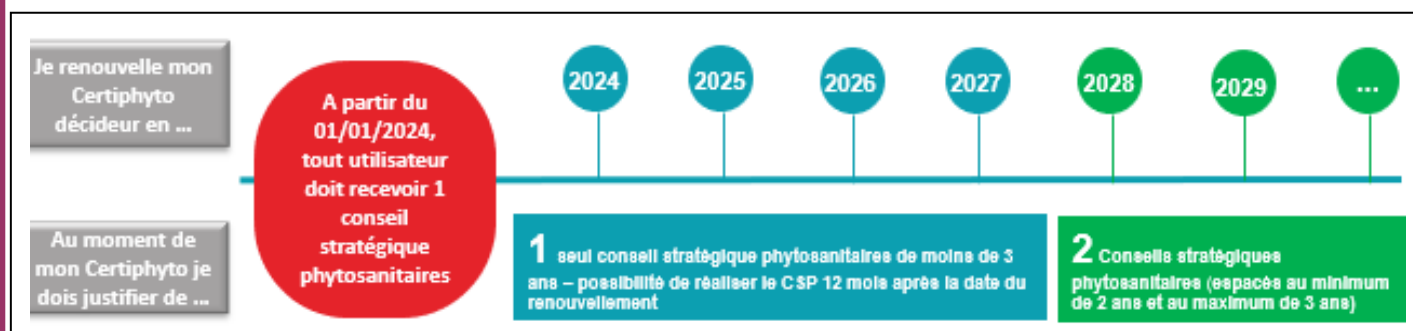 Je renouvelle mon
Certiphyto
décideur en ...
A partir du
01/01/2024,
tout utilisateur
doit recevoir 1
conseil
stratégique
phytosanitaires
2024
2025
2026
2027
2028
2029
...
Au moment de
mon Certiphyto je
dois justifier de ...
1 seul conseil stratégique phytosanitaires de moins de 3
ans – possibilité de réaliser le CSP 12 mois après la date du
renouvellement
2 Conseils stratégiques
phytosanitaires (espacés au minimum
de 2 ans et au maximum de 3 ans)